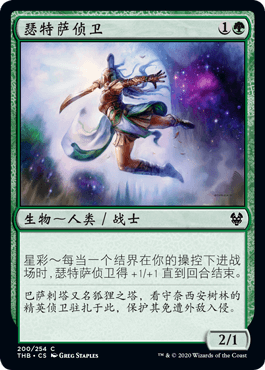 瑟特萨侦卫 1
生物～人类／战士
星彩～每当一个结界在你的操控下进战
场时，瑟特萨侦卫得 +1/+1 直到回合结束。
巴萨刺塔又名狐狸之塔，看守奈西安树林的
精英侦卫驻扎于此，保护其免遭外敌入侵。
2/1
200/254 C
THB • CS GREG STAPLES
™ & © 2020 Wizards of the Coast